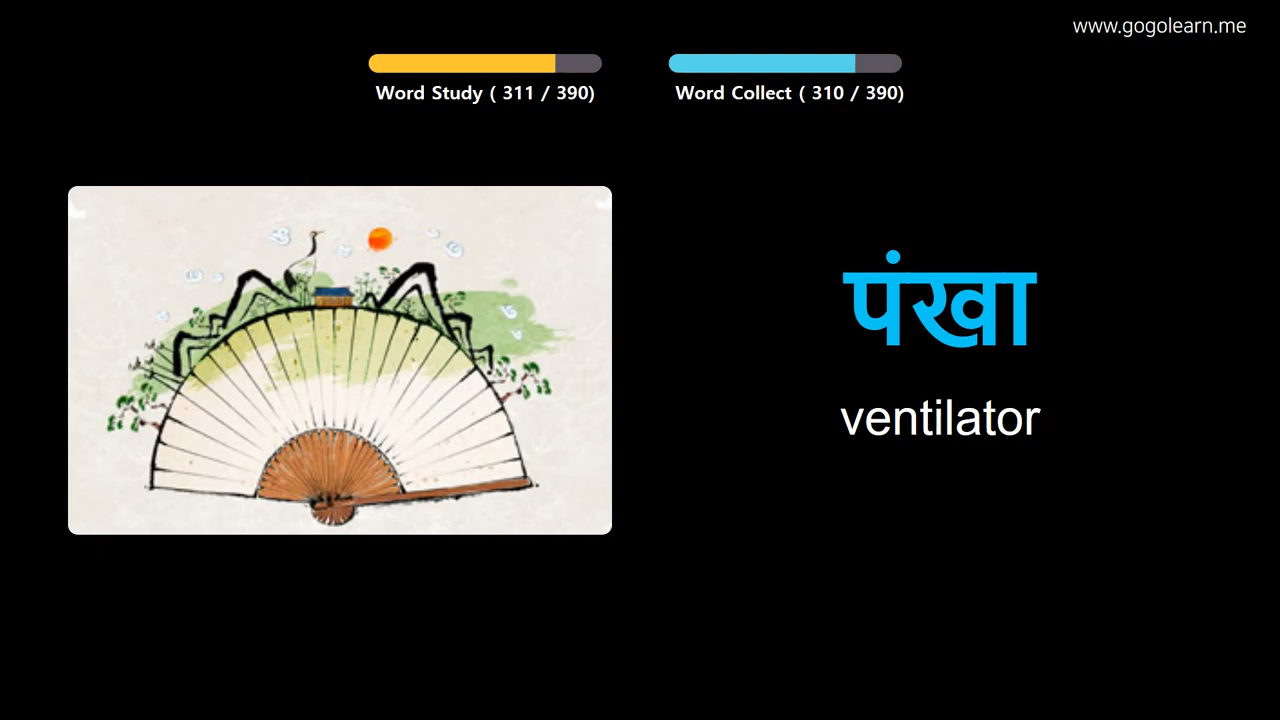 www.gogolearn.me
Word Study ( 311 / 390)
Word Collect ( 310 / 390)
पंखा
ventilator